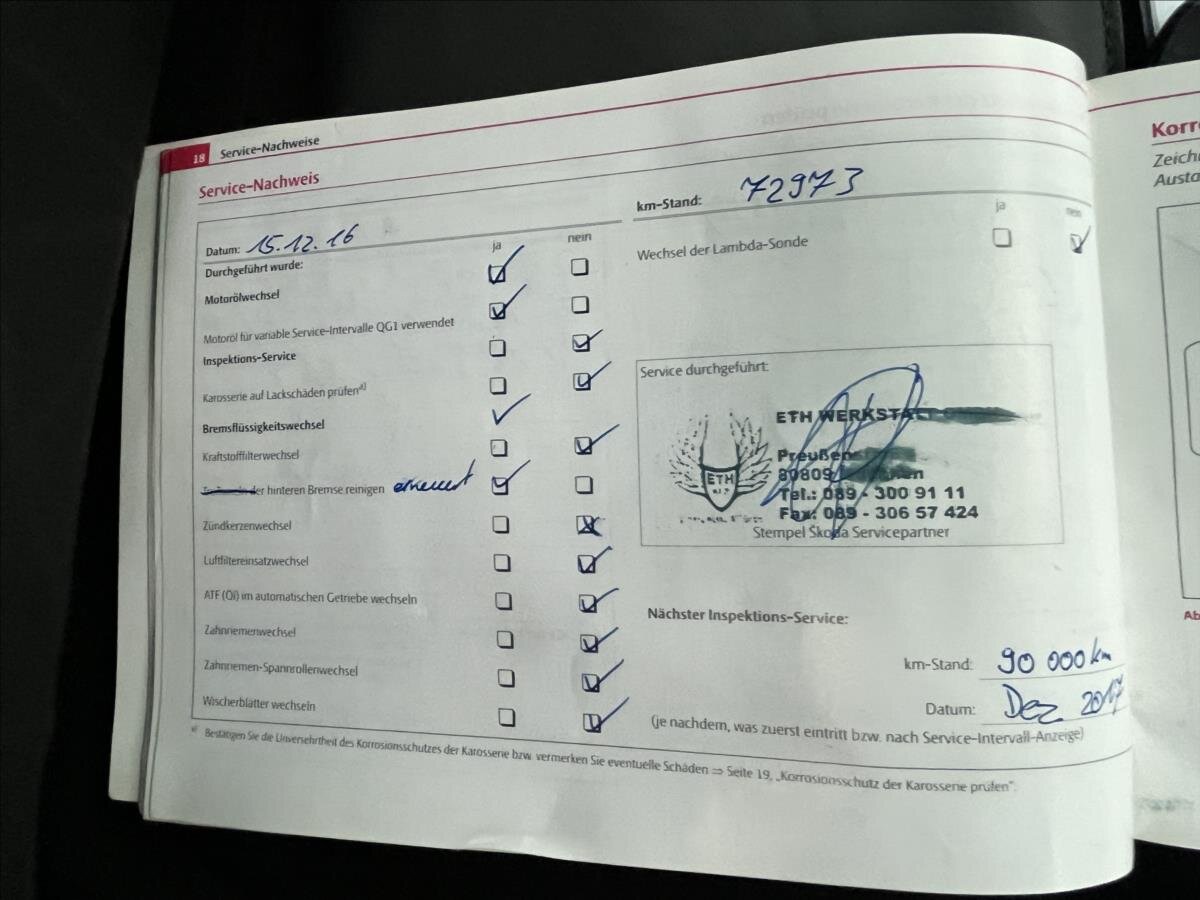 18 Service-Nachweise
Service-Nachweis
Datum: 15.12.16
ja nein
Durchgeführt wurde:
Motorölwechsel
Motoröl für variable Service-Intervalle QG1 verwendet
Inspektions-Service
Karosserie auf Lackschäden prüfen a)
Bremsflüssigkeitswechsel
Kraftstofffilterwechsel
der hinteren Bremse reinigen erneuert
Zündkerzenwechsel
Luftfiltereinsatzwechsel
ATF (Öl) im automatischen Getriebe wechseln
Zahnriemenwechsel
Zahnriemen-Spannrollenwechsel
Wischerblätter wechseln
km-Stand: 72973
ja nein
Wechsel der Lambda-Sonde
Service durchgeführt:
ETH
ETH WERKSTATT
Preußen
80809
Tel.: 089 - 300 91 11
Fax: 089 - 306 57 424
Stempel Škoda Servicepartner
Nächster Inspektions-Service:
km-Stand: 90 000 km
Datum: Dez 2017
(je nachdem, was zuerst eintritt bzw. nach Service-Intervall-Anzeige)
a) Bestätigen Sie die Unversehrtheit des Korrosionsschutzes der Karosserie bzw. vermerken Sie eventuelle Schäden ⇒ Seite 19, „Korrosionsschutz der Karosserie prüfen“.
Korro
Zeich
Austa
Ab